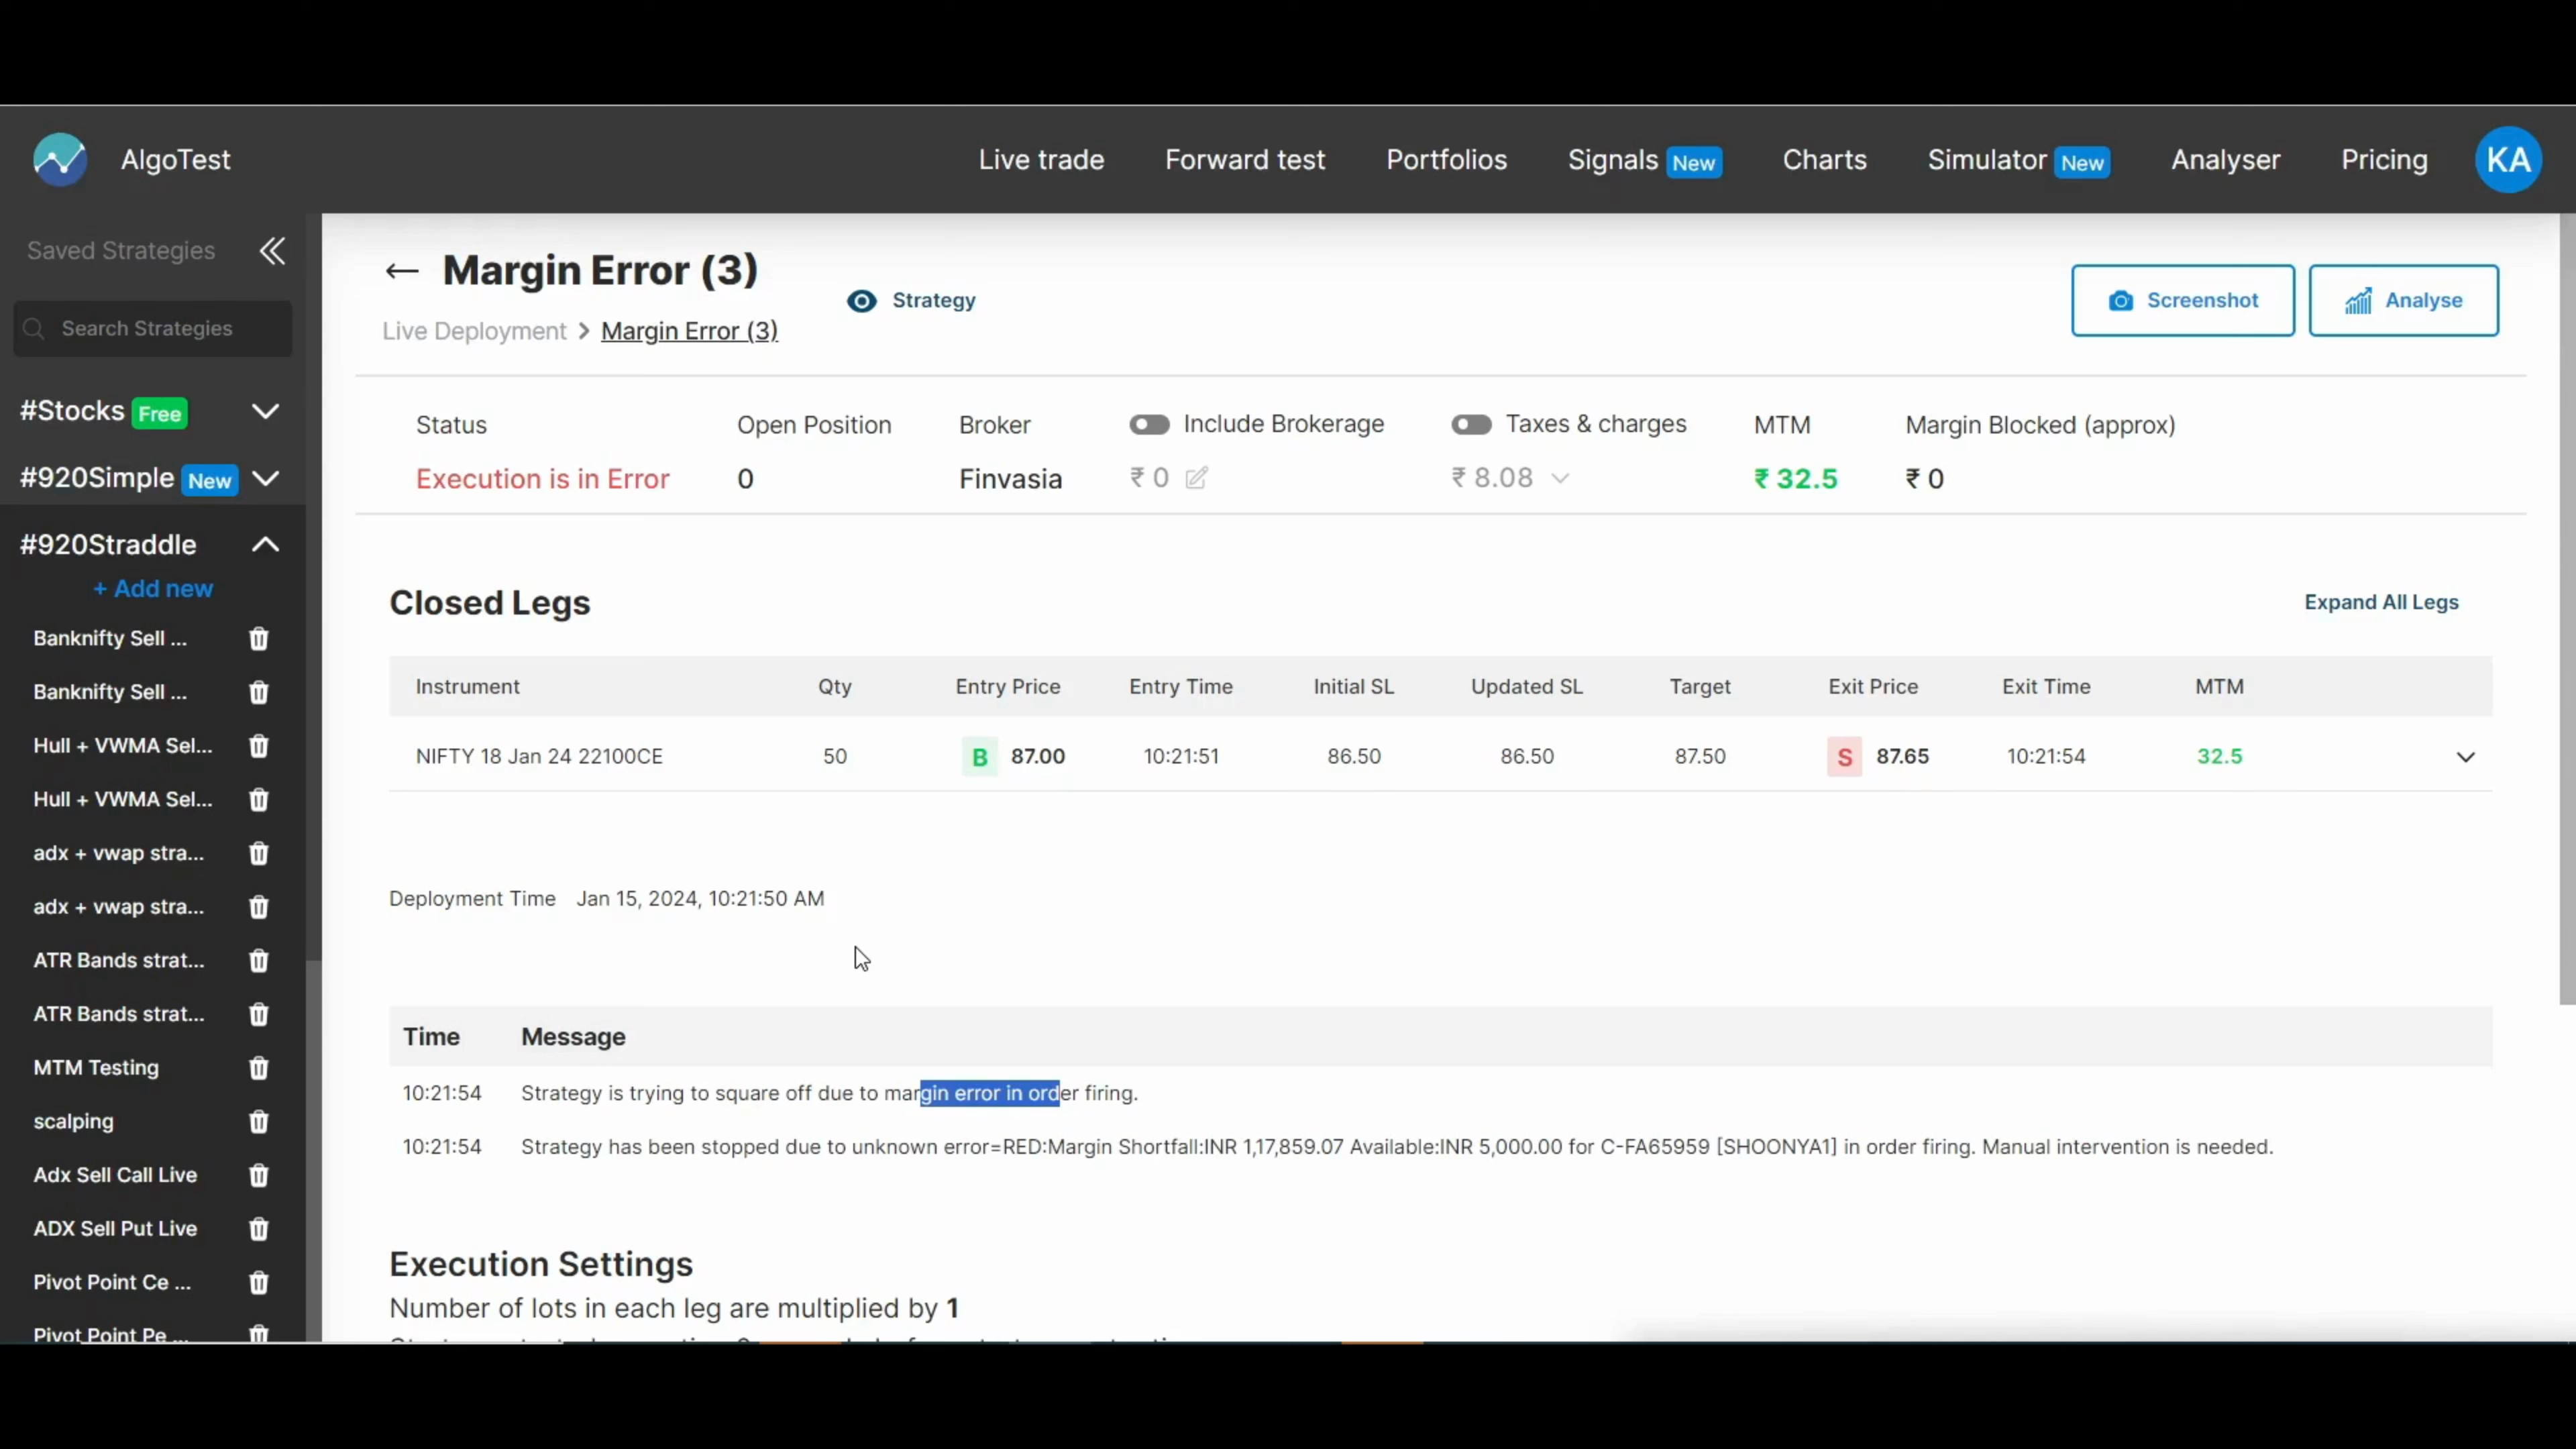 AlgoTest
Live trade
Forward test
Portfolios
Signals New
Charts
Simulator New
Analyser
Pricing
KA
Saved Strategies
Search Strategies
#Stocks Free
#920Simple New
#920Straddle
+ Add new
Banknifty Sell ...
Banknifty Sell ...
Hull + VWMA Sel...
Hull + VWMA Sel...
adx + vwap stra...
adx + vwap stra...
ATR Bands strat...
ATR Bands strat...
MTM Testing
scalping
Adx Sell Call Live
ADX Sell Put Live
Pivot Point Ce ...
Pivot Point Pe ...
Margin Error (3)
Live Deployment > Margin Error (3)
Strategy
Screenshot
Analyse
Status Open Position Broker Include Brokerage Taxes & charges MTM Margin Blocked (approx)
Execution is in Error 0 Finvasia ₹ 0 ₹ 8.08 ₹ 32.5 ₹ 0
Closed Legs
Expand All Legs
Instrument Qty Entry Price Entry Time Initial SL Updated SL Target Exit Price Exit Time MTM
NIFTY 18 Jan 24 22100CE 50 B 87.00 10:21:51 86.50 86.50 87.50 S 87.65 10:21:54 32.5
Deployment Time Jan 15, 2024, 10:21:50 AM
Time Message
10:21:54 Strategy is trying to square off due to margin error in order firing.
10:21:54 Strategy has been stopped due to unknown error=RED:Margin Shortfall:INR 1,17,859.07 Available:INR 5,000.00 for C-FA65959 [SHOONYA1] in order firing. Manual intervention is needed.
Execution Settings
Number of lots in each leg are multiplied by 1